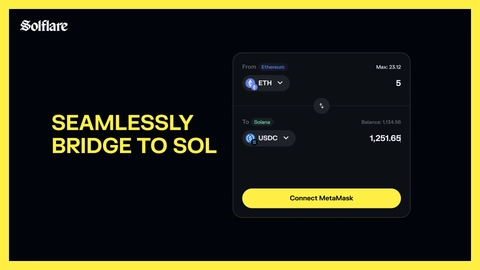 Solflare
SEAMLESSLY
BRIDGE TO SOL
From Ethereum Max: 23.12
ETH 5
To Solana Balance: 1,134.56
USDC 1,251.65
Connect MetaMask